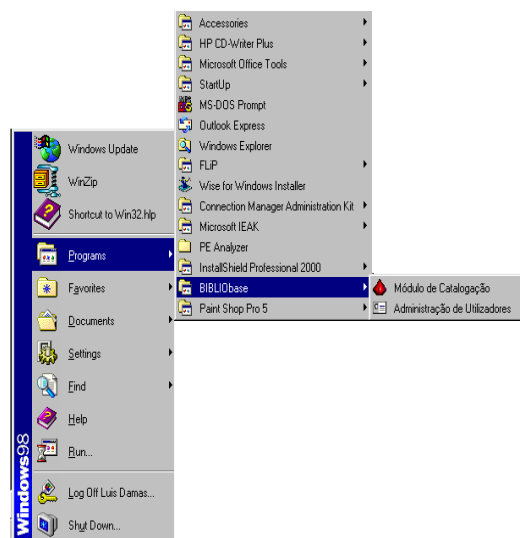 Accessories
HP CD-Writer Plus
Microsoft Office Tools
StartUp
MS-DOS Prompt
Outlook Express
Windows Explorer
FLiP
Wise for Windows Installer
Connection Manager Administration Kit
Microsoft IEAK
PE Analyzer
InstallShield Professional 2000
BIBLIObase
Paint Shop Pro 5
Módulo de Catalogação
Administração de Utilizadores
Windows Update
WinZip
Shortcut to Win32.hlp
Programs
Favorites
Documents
Settings
Find
Help
Run...
Log Off Luis Damas...
Shut Down...
Windows98